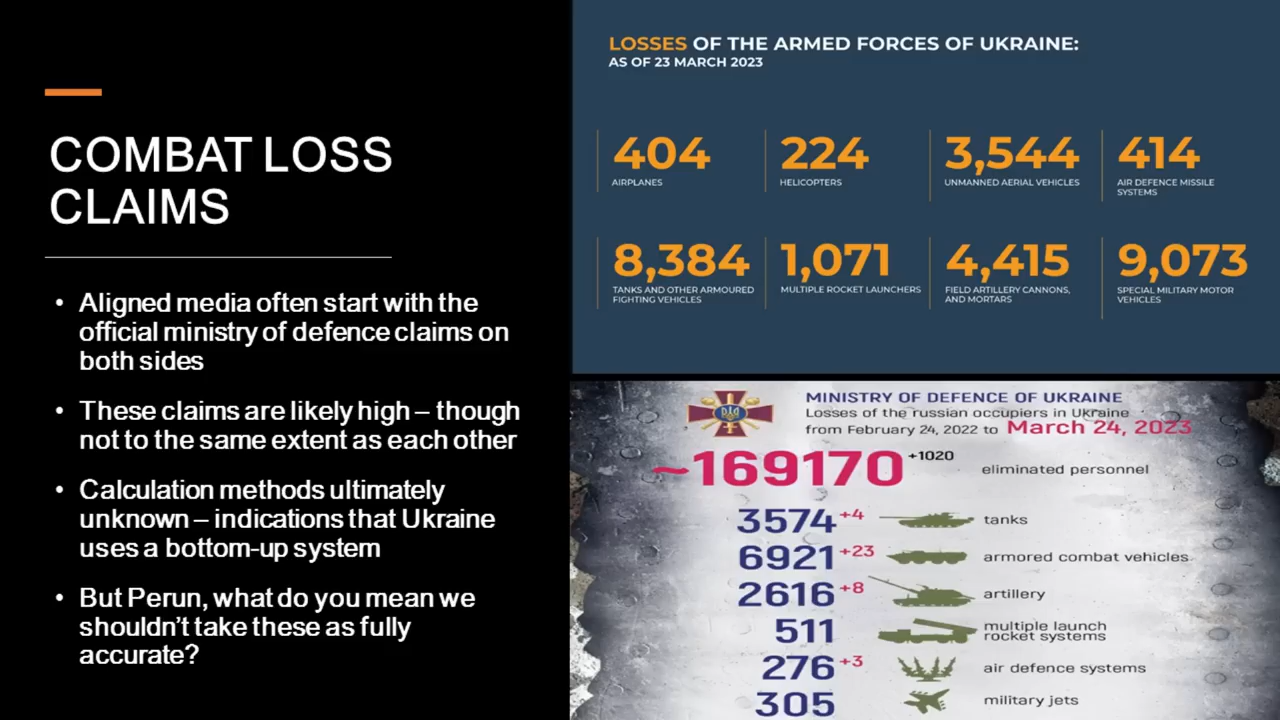 COMBAT LOSS
CLAIMS
• Aligned media often start with the
official ministry of defence claims on
both sides
• These claims are likely high – though
not to the same extent as each other
• Calculation methods ultimately
unknown – indications that Ukraine
uses a bottom-up system
• But Perun, what do you mean we
shouldn't take these as fully
accurate?
LOSSES OF THE ARMED FORCES OF UKRAINE:
AS OF 23 MARCH 2023
404
AIRPLANES
224
HELICOPTERS
3,544
UNMANNED AERIAL VEHICLES
414
AIR DEFENCE MISSILE
SYSTEMS
8,384
TANKS AND OTHER ARMOURED
FIGHTING VEHICLES
1,071
MULTIPLE ROCKET LAUNCHERS
4,415
FIELD ARTILLERY CANNONS,
AND MORTARS
9,073
SPECIAL MILITARY MOTOR
VEHICLES
MINISTRY OF DEFENCE OF UKRAINE
Losses of the russian occupiers in Ukraine
from February 24, 2022 to March 24, 2023
~169170 +1020 eliminated personnel
3574 +4 tanks
6921 +23 armored combat vehicles
2616 +8 artillery
511 multiple launch
rocket systems
276 +3 air defence systems
305 military jets